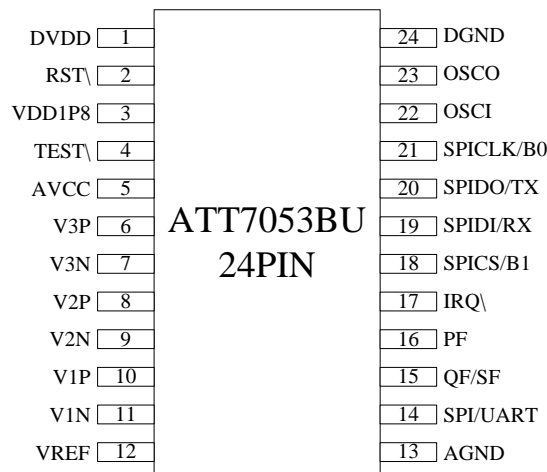 DVDD 1
RST\ 2
VDD1P8 3
TEST\ 4
AVCC 5
V3P 6
V3N 7
V2P 8
V2N 9
V1P 10
V1N 11
VREF 12
ATT7053BU
24PIN
24 DGND
23 OSCO
22 OSCI
21 SPICLK/B0
20 SPIDO/TX
19 SPIDI/RX
18 SPICS/B1
17 IRQ\
16 PF
15 QF/SF
14 SPI/UART
13 AGND